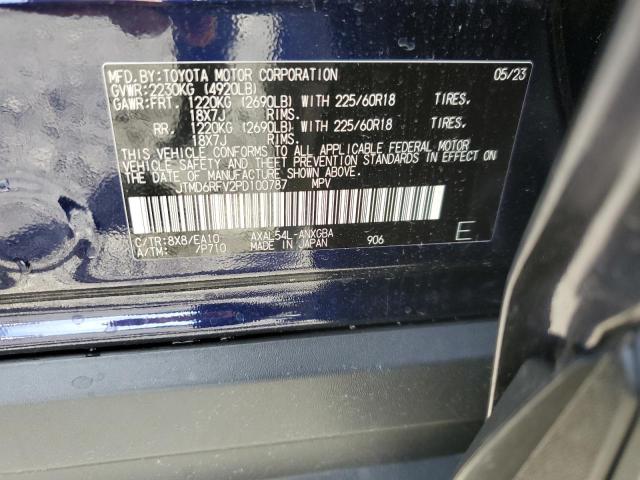 MFD.BY:TOYOTA MOTOR CORPORATION 05/23
GVWR:2230KG (4920LB)
GAWR:FRT. 1220KG (2690LB) WITH 225/60R18 TIRES,
18X7J RIMS.
RR. 1220KG (2690LB) WITH 225/60R18 TIRES,
18X7J RIMS.
THIS VEHICLE CONFORMS TO ALL APPLICABLE FEDERAL MOTOR
VEHICLE SAFETY AND THEFT PREVENTION STANDARDS IN EFFECT
ON THE DATE OF MANUFACTURE SHOWN ABOVE.
JTMD6RFV2PD100787 MPV
C/TR:8X8/EA10 AXAL54L-ANXGBA
A/TM: /P710 MADE IN JAPAN 906 E